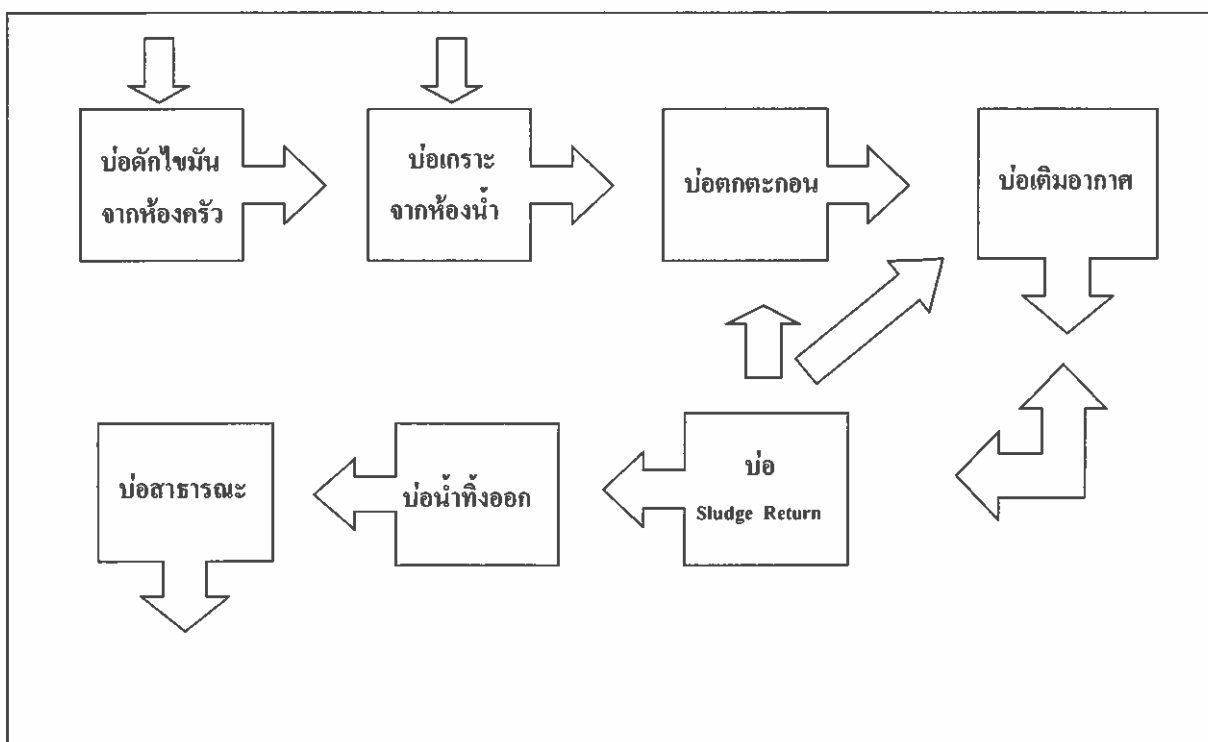 บ่อดักไขมัน
จากห้องครัว
บ่อเกราะ
จากห้องน้ำ
บ่อตกตะกอน
บ่อเติมอากาศ
บ่อสาธารณะ
บ่อน้ำทิ้งออก
บ่อ
Sludge Return